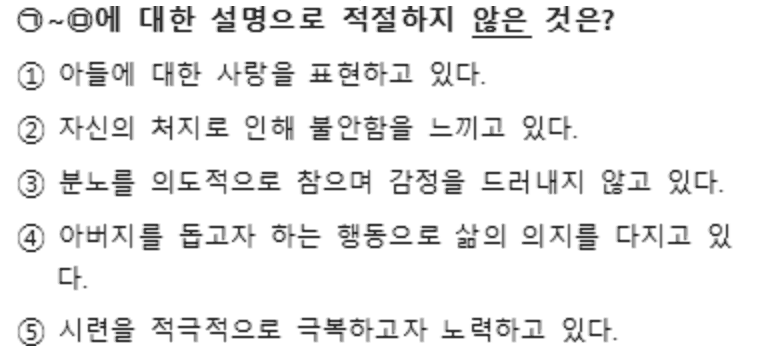 ㉠~㉤에 대한 설명으로 적절하지 않은 것은?
① 아들에 대한 사랑을 표현하고 있다.
② 자신의 처지로 인해 불안함을 느끼고 있다.
③ 분노를 의도적으로 참으며 감정을 드러내지 않고 있다.
④ 아버지를 돕고자 하는 행동으로 삶의 의지를 다지고 있
다.
⑤ 시련을 적극적으로 극복하고자 노력하고 있다.